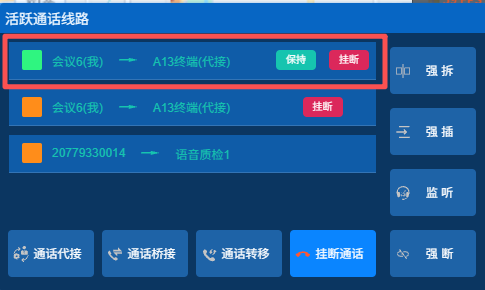 活跃通话线路
会议6(我) → A13终端(代接) 保持 挂断
会议6(我) → A13终端(代接) 挂断
20779330014 → 语音质检1
强拆
强插
监听
强断
通话代接 通话桥接 通话转移 挂断通话